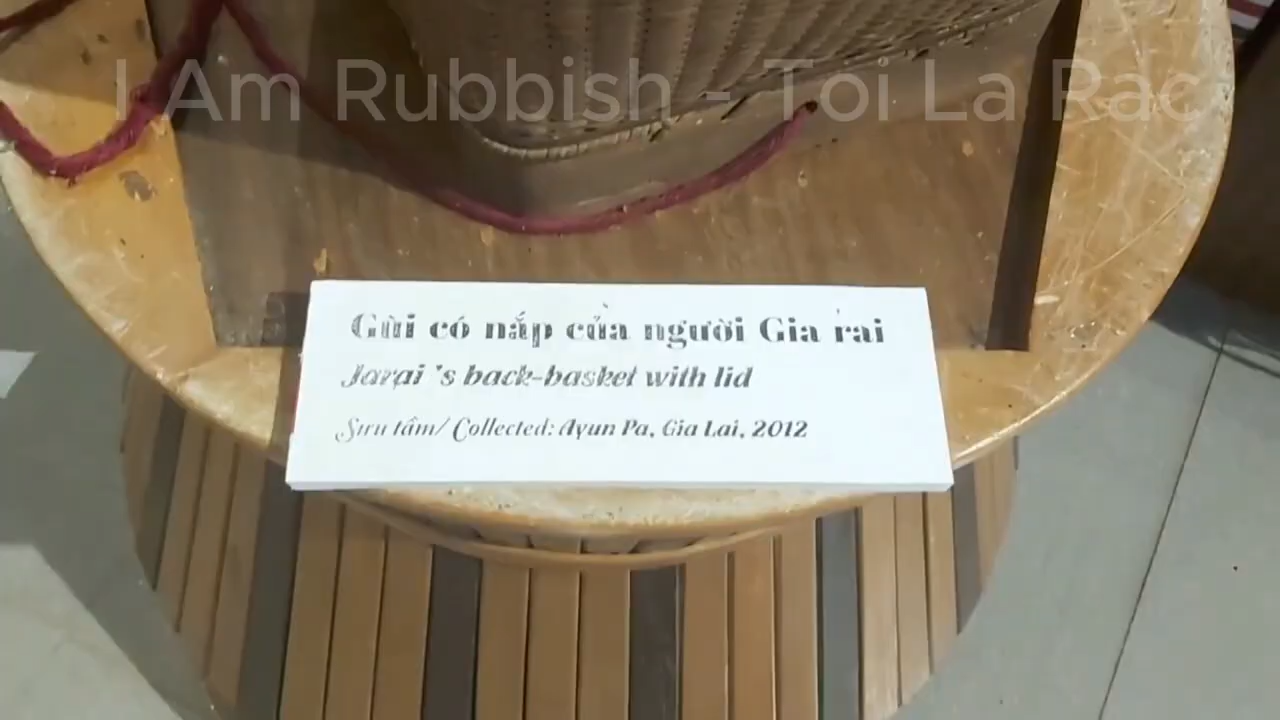 I Am Rubbish - Toi La Rac
Gùi có nắp của người Gia rai
Jarai 's back-basket with lid
Sưu tầm/ Collected: Ayun Pa, Gia Lai, 2012